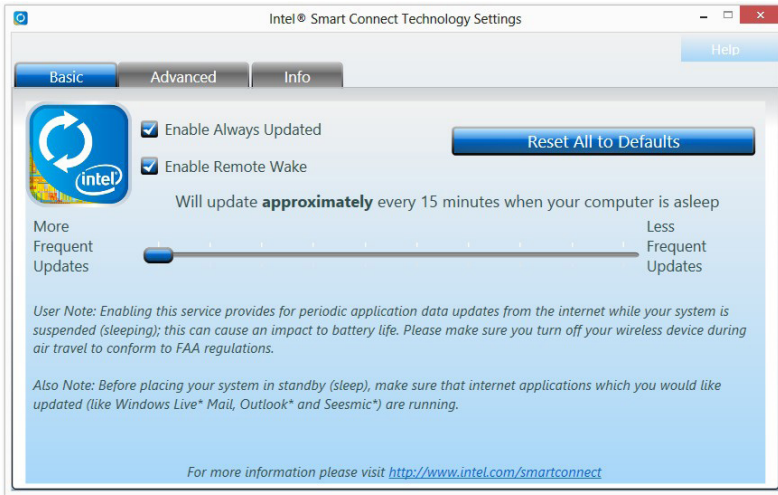 Intel® Smart Connect Technology Settings
Help
Basic Advanced Info
Enable Always Updated
Reset All to Defaults
Enable Remote Wake
(intel)
Will update approximately every 15 minutes when your computer is asleep
More
Frequent
Updates
Less
Frequent
Updates
User Note: Enabling this service provides for periodic application data updates from the internet while your system is
suspended (sleeping); this can cause an impact to battery life. Please make sure you turn off your wireless device during
air travel to conform to FAA regulations.
Also Note: Before placing your system in standby (sleep), make sure that internet applications which you would like
updated (like Windows Live* Mail, Outlook* and Seesmic*) are running.
For more information please visit http://www.intel.com/smartconnect